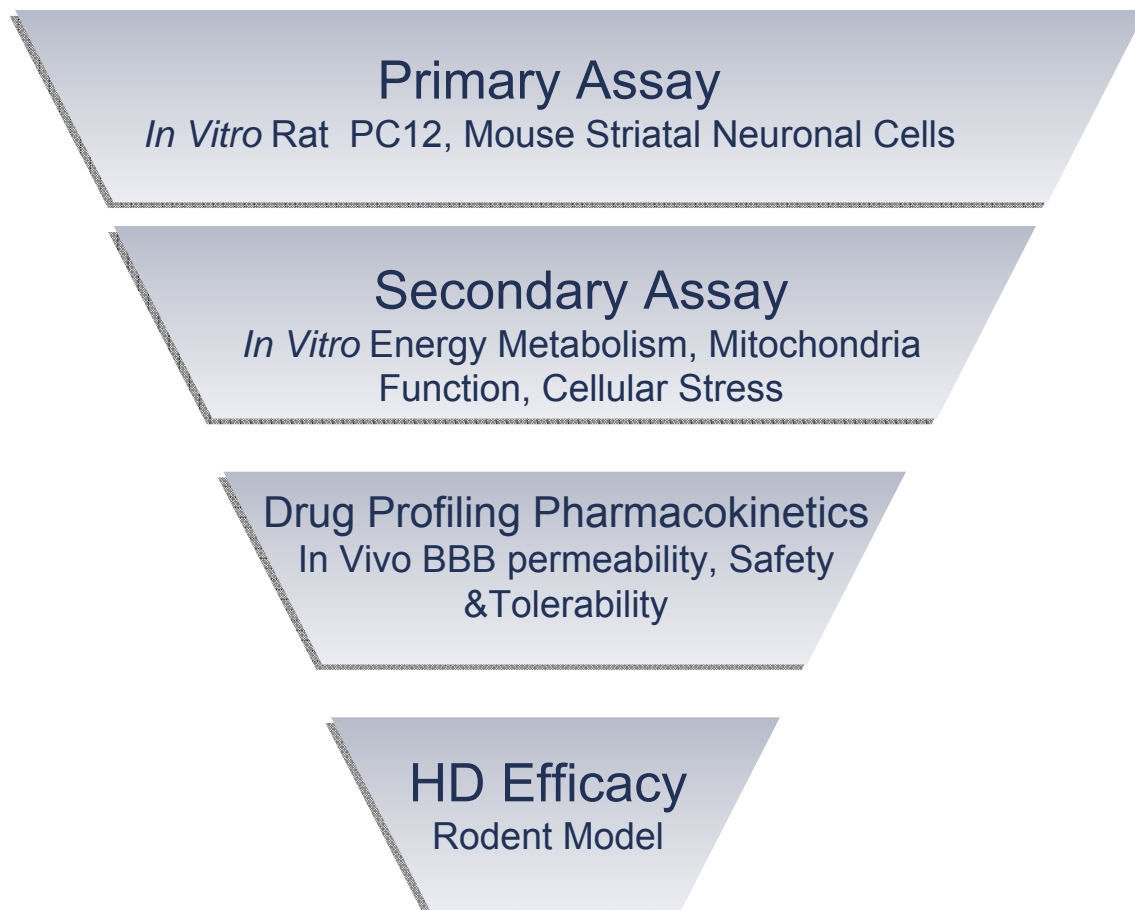 Primary Assay
In Vitro Rat PC12, Mouse Striatal Neuronal Cells
Secondary Assay
In Vitro Energy Metabolism, Mitochondria
Function, Cellular Stress
Drug Profiling Pharmacokinetics
In Vivo BBB permeability, Safety
&Tolerability
HD Efficacy
Rodent Model